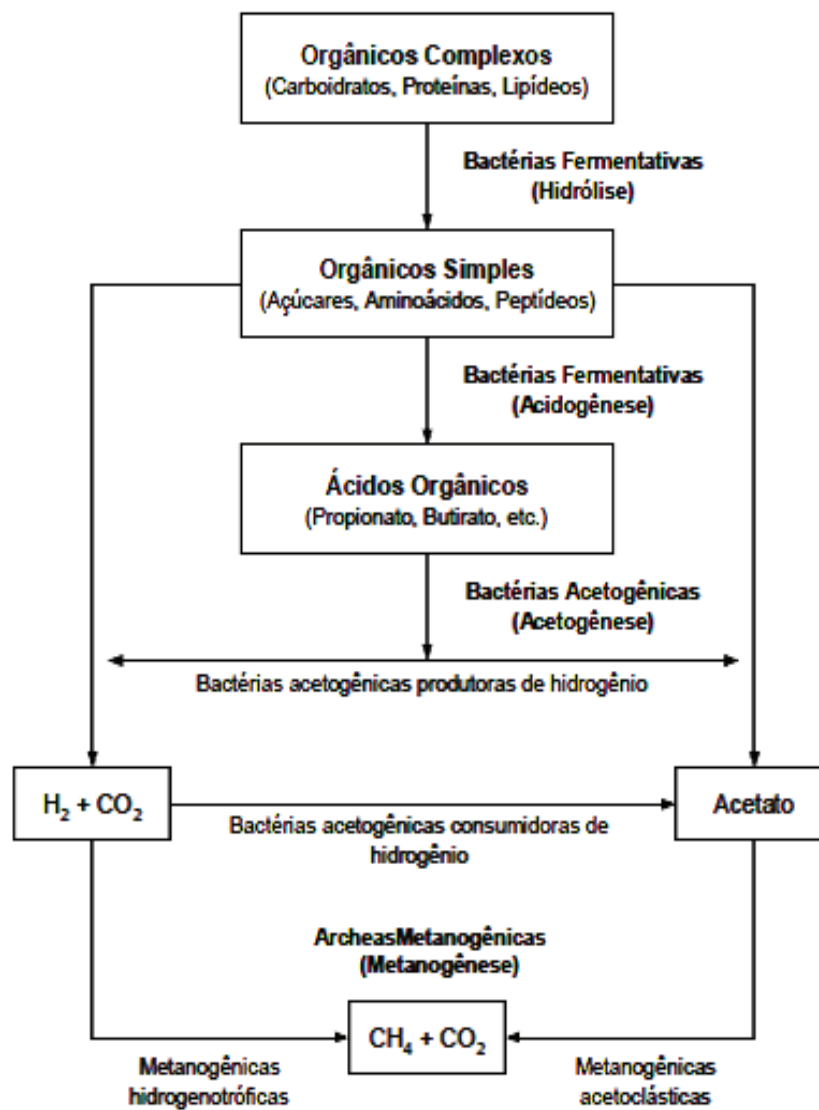 Orgânicos Complexos
(Carboidratos, Proteínas, Lipídeos)
Bactérias Fermentativas
(Hidrólise)
Orgânicos Simples
(Açúcares, Aminoácidos, Peptídeos)
Bactérias Fermentativas
(Acidogênese)
Ácidos Orgânicos
(Propionato, Butirato, etc.)
Bactérias Acetogênicas
(Acetogênese)
Bactérias acetogênicas produtoras de hidrogênio
H₂ + CO₂
Acetato
Bactérias acetogênicas consumidoras de
hidrogênio
ArcheasMetanogênicas
(Metanogênese)
CH₄ + CO₂
Metanogênicas
hidrogenotróficas
Metanogênicas
acetoclásticas